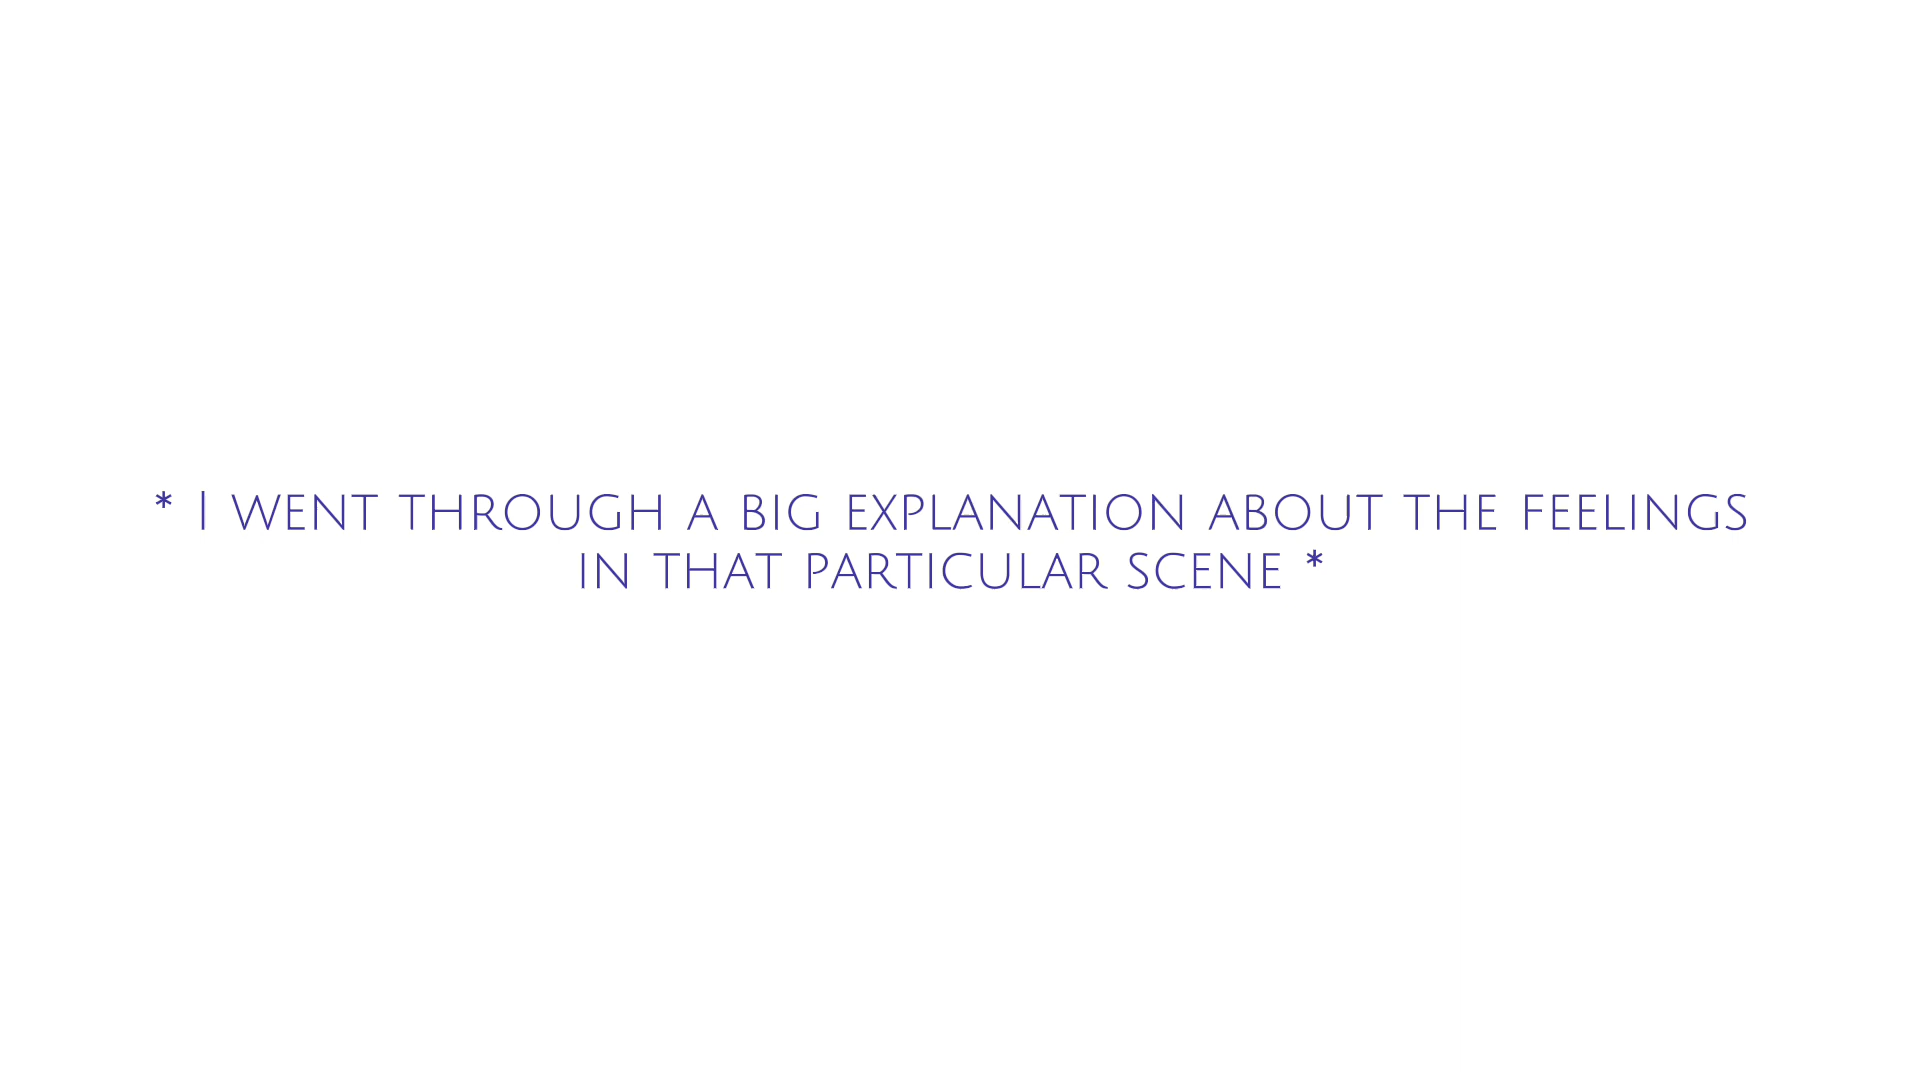 * I WENT THROUGH A BIG EXPLANATION ABOUT THE FEELINGS
IN THAT PARTICULAR SCENE *